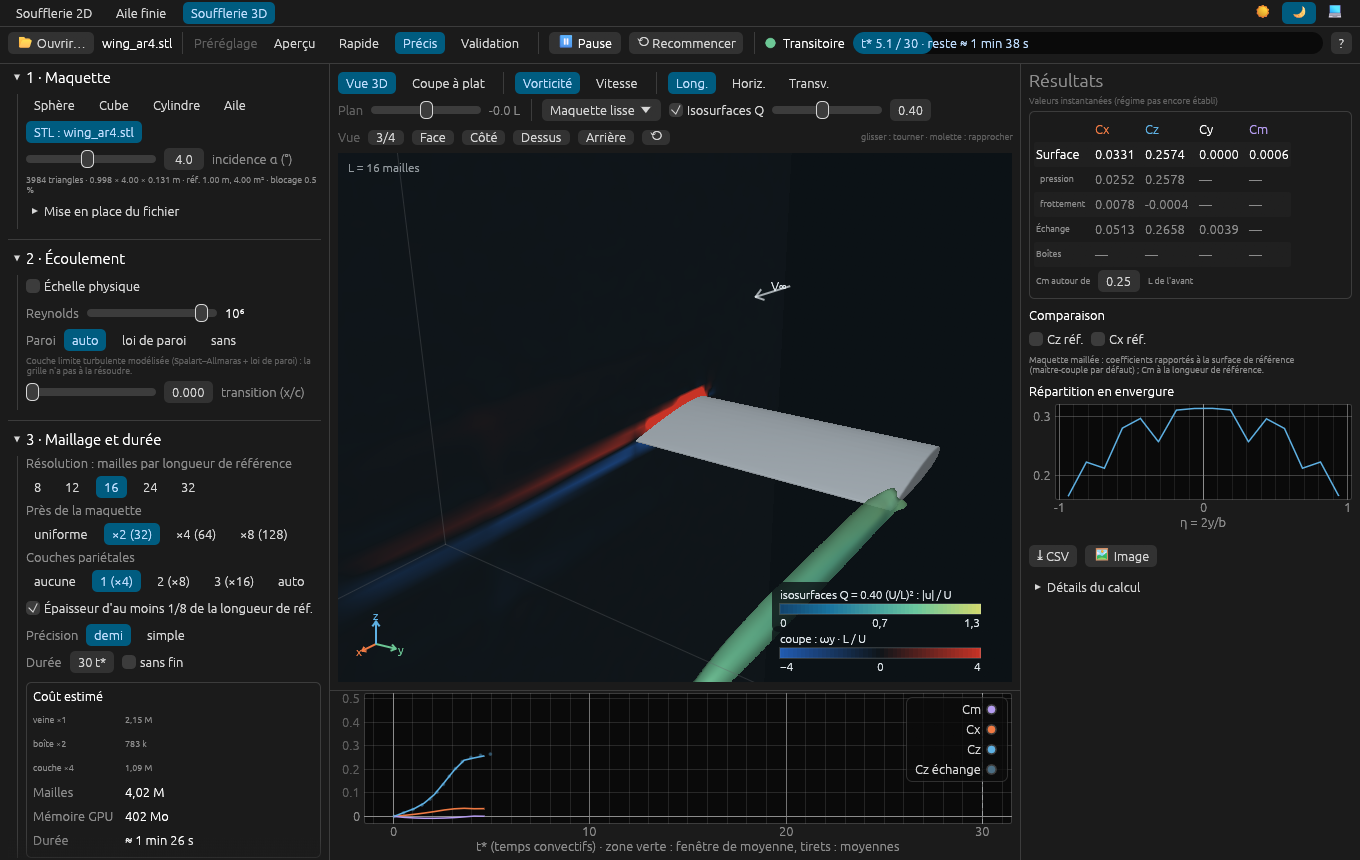 Soufflerie 2D Aile finie Soufflerie 3D
Ouvrir… wing_ar4.stl Préréglage Aperçu Rapide Précis Validation Pause Recommencer Transitoire t* 5.1 / 30 · reste ≈ 1 min 38 s ?
1 · Maquette
Sphère Cube Cylindre Aile
STL : wing_ar4.stl
4.0 incidence α (°)
3984 triangles · 0.998 × 4.00 × 0.131 m · réf. 1.00 m, 4.00 m² · blocage 0.5
%
Mise en place du fichier
2 · Écoulement
Échelle physique
Reynolds 10⁶
Paroi auto loi de paroi sans
Couche limite turbulente modélisée (Spalart–Allmaras + loi de paroi) : la
grille n'a pas à la résoudre.
0.000 transition (x/c)
3 · Maillage et durée
Résolution : mailles par longueur de référence
8 12 16 24 32
Près de la maquette
uniforme ×2 (32) ×4 (64) ×8 (128)
Couches pariétales
aucune 1 (×4) 2 (×8) 3 (×16) auto
Épaisseur d'au moins 1/8 de la longueur de réf.
Précision demi simple
Durée 30 t* sans fin
Coût estimé
veine ×1 2,15 M
boîte ×2 783 k
couche ×4 1,09 M
Mailles 4,02 M
Mémoire GPU 402 Mo
Durée ≈ 1 min 26 s
Vue 3D Coupe à plat Vorticité Vitesse Long. Horiz. Transv.
Plan -0.0 L Maquette lisse Isosurfaces Q 0.40
Vue 3/4 Face Côté Dessus Arrière glisser : tourner · molette : rapprocher
L = 16 mailles
V∞
isosurfaces Q = 0.40 (U/L)² : |u| / U
0 0,7 1,3
coupe : ωy · L / U
−4 0 4
z
x y
0.5
0.4
0.3
0.2
0.1
0
0 10 20 30
Cm
Cx
Cz
Cz échange
t* (temps convectifs) · zone verte : fenêtre de moyenne, tirets : moyennes
Résultats
Valeurs instantanées (régime pas encore établi)
Cx Cz Cy Cm
Surface 0.0331 0.2574 0.0000 0.0006
pression 0.0252 0.2578 — —
frottement 0.0078 -0.0004 — —
Échange 0.0513 0.2658 0.0039 —
Boîtes — — — —
Cm autour de 0.25 L de l'avant
Comparaison
Cz réf. Cx réf.
Maquette maillée : coefficients rapportés à la surface de référence
(maître-couple par défaut) ; Cm à la longueur de référence.
Répartition en envergure
0.3
0.2
-1 0 1
η = 2y/b
CSV Image
Détails du calcul